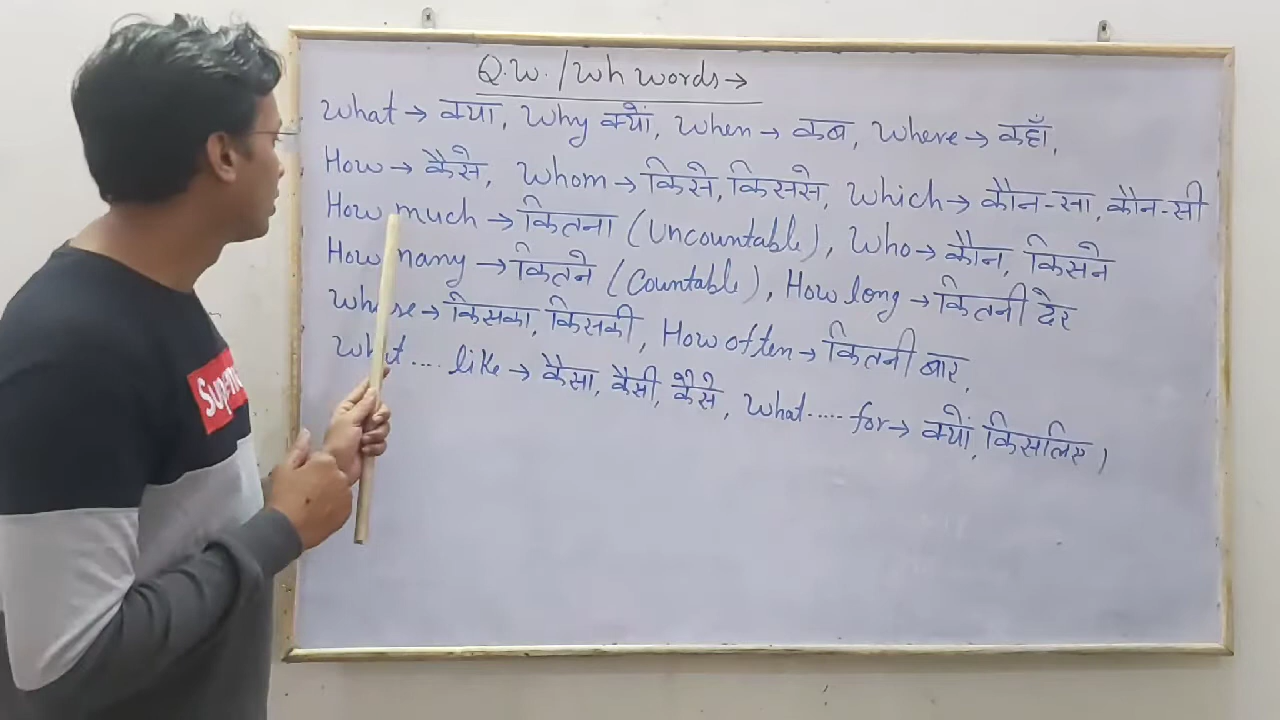 Q.W. / Wh words →
What → क्या, Why क्यों, When → कब, Where → कहाँ,
How → कैसे, Whom → किसे, किससे, Which → कौन-सा, कौन-सी
How much → कितना (Uncountable), Who → कौन, किसने
How many → कितने (Countable), How long → कितनी देर
Whose → किसका, किसकी, How often → कितनी बार,
What .... like → कैसा, कैसी, कैसे, What ..... for → क्यों, किसलिए।